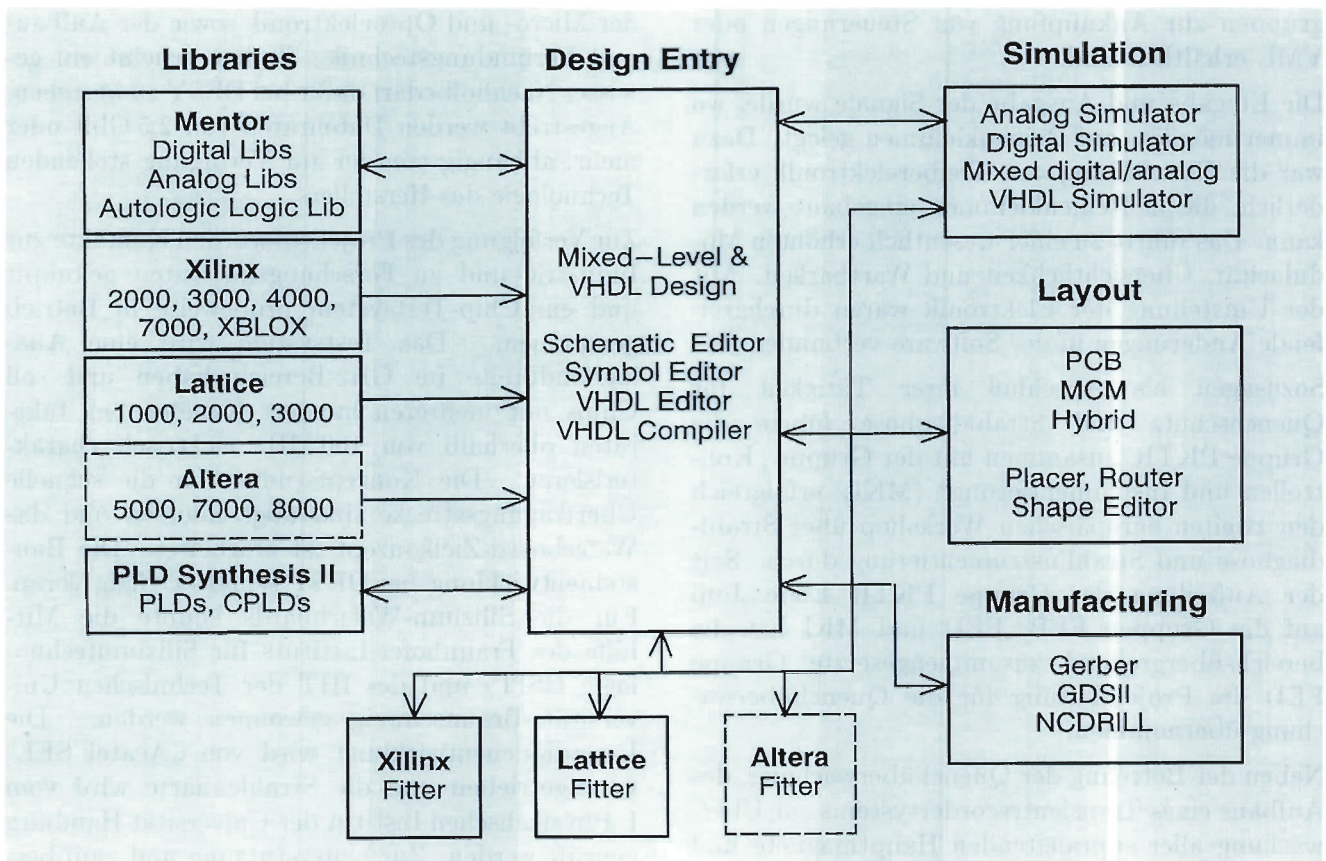 Libraries
Mentor
Digital Libs
Analog Libs
Autologic Logic Lib
Xilinx
2000, 3000, 4000,
7000, XBLOX
Lattice
1000, 2000, 3000
Altera
5000, 7000, 8000
PLD Synthesis II
PLDs, CPLDs
Design Entry
Mixed-Level &
VHDL Design
Schematic Editor
Symbol Editor
VHDL Editor
VHDL Compiler
Simulation
Analog Simulator
Digital Simulator
Mixed digital/analog
VHDL Simulator
Layout
PCB
MCM
Hybrid
Placer, Router
Shape Editor
Manufacturing
Gerber
GDSII
NCDRILL
Xilinx
Fitter
Lattice
Fitter
Altera
Fitter